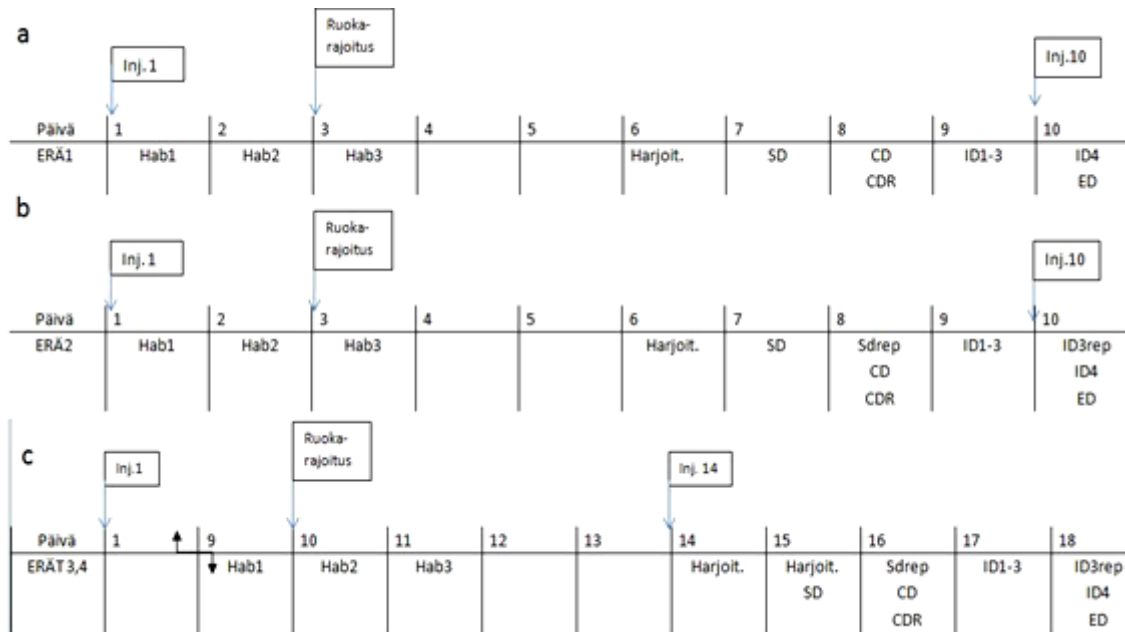 a
Inj. 1
Ruoka-
rajoitus
Inj.10
Päivä 1 2 3 4 5 6 7 8 9 10
ERÄ1 Hab1 Hab2 Hab3 Harjoit. SD CD ID1-3 ID4
CDR ED
b
Inj. 1
Ruoka-
rajoitus
Inj.10
Päivä 1 2 3 4 5 6 7 8 9 10
ERÄ2 Hab1 Hab2 Hab3 Harjoit. SD Sdrep ID1-3 ID3rep
CD ID4
CDR ED
c
Inj.1
Ruoka-
rajoitus
Inj. 14
Päivä 1 9 10 11 12 13 14 15 16 17 18
ERÄT 3,4 Hab1 Hab2 Hab3 Harjoit. Harjoit. Sdrep ID1-3 ID3rep
SD CD ID4
CDR ED